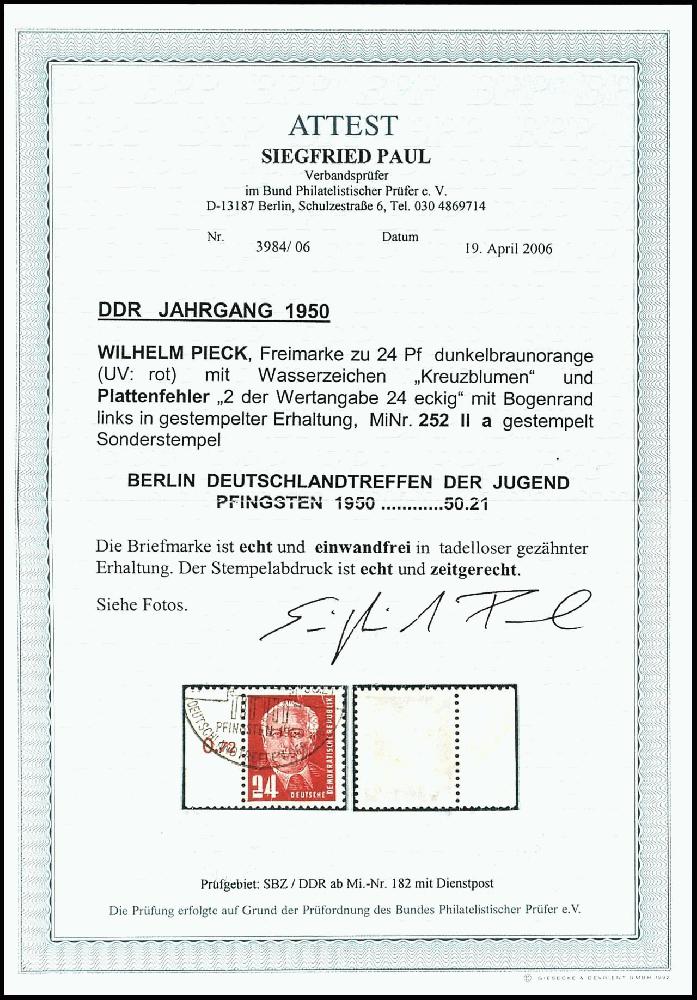 ATTEST
SIEGFRIED PAUL
Verbandsprüfer
im Bund Philatelistischer Prüfer e. V.
D-13187 Berlin, Schulzestraße 6, Tel. 030 4869714
Nr. 3984/ 06 Datum 19. April 2006
DDR JAHRGANG 1950
WILHELM PIECK, Freimarke zu 24 Pf dunkelbraunorange
(UV: rot) mit Wasserzeichen „Kreuzblumen" und
Plattenfehler „2 der Wertangabe 24 eckig" mit Bogenrand
links in gestempelter Erhaltung, MiNr. 252 II a gestempelt
Sonderstempel
BERLIN DEUTSCHLANDTREFFEN DER JUGEND
PFINGSTEN 1950 ............50.21
Die Briefmarke ist echt und einwandfrei in tadelloser gezähnter
Erhaltung. Der Stempelabdruck ist echt und zeitgerecht.
Siehe Fotos.
PFINGSTEN
0.72
24
DEUTSCHE
DEMOKRATISCHE REPUBLIK
Prüfgebiet: SBZ / DDR ab Mi.-Nr. 182 mit Dienstpost
Die Prüfung erfolgte auf Grund der Prüfordnung des Bundes Philatelistischer Prüfer e.V.